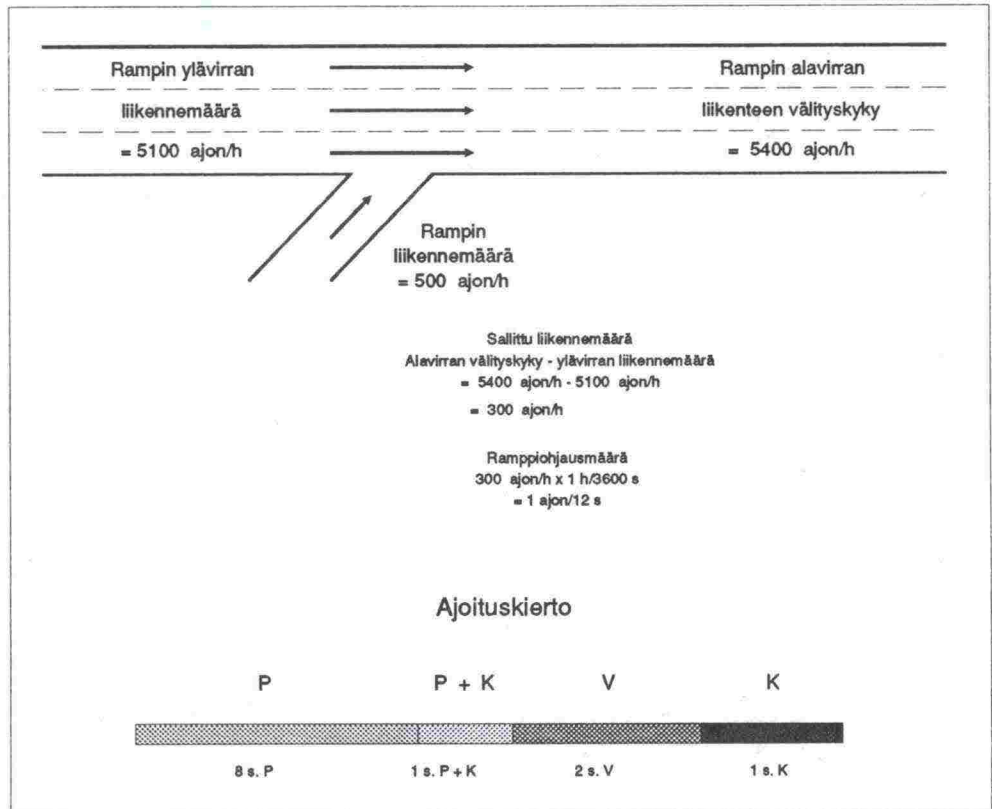 Rampin ylävirran
liikennemäärä
= 5100 ajon/h
Rampin alavirran
liikenteen välityskyky
= 5400 ajon/h
Rampin
liikennemäärä
= 500 ajon/h
Sallittu liikennemäärä
Alavirran välityskyky - ylävirran liikennemäärä
= 5400 ajon/h - 5100 ajon/h
= 300 ajon/h
Ramppiohjausmäärä
300 ajon/h x 1 h/3600 s
= 1 ajon/12 s
Ajoituskierto
P P + K V K
8 s. P 1 s. P + K 2 s. V 1 s. K